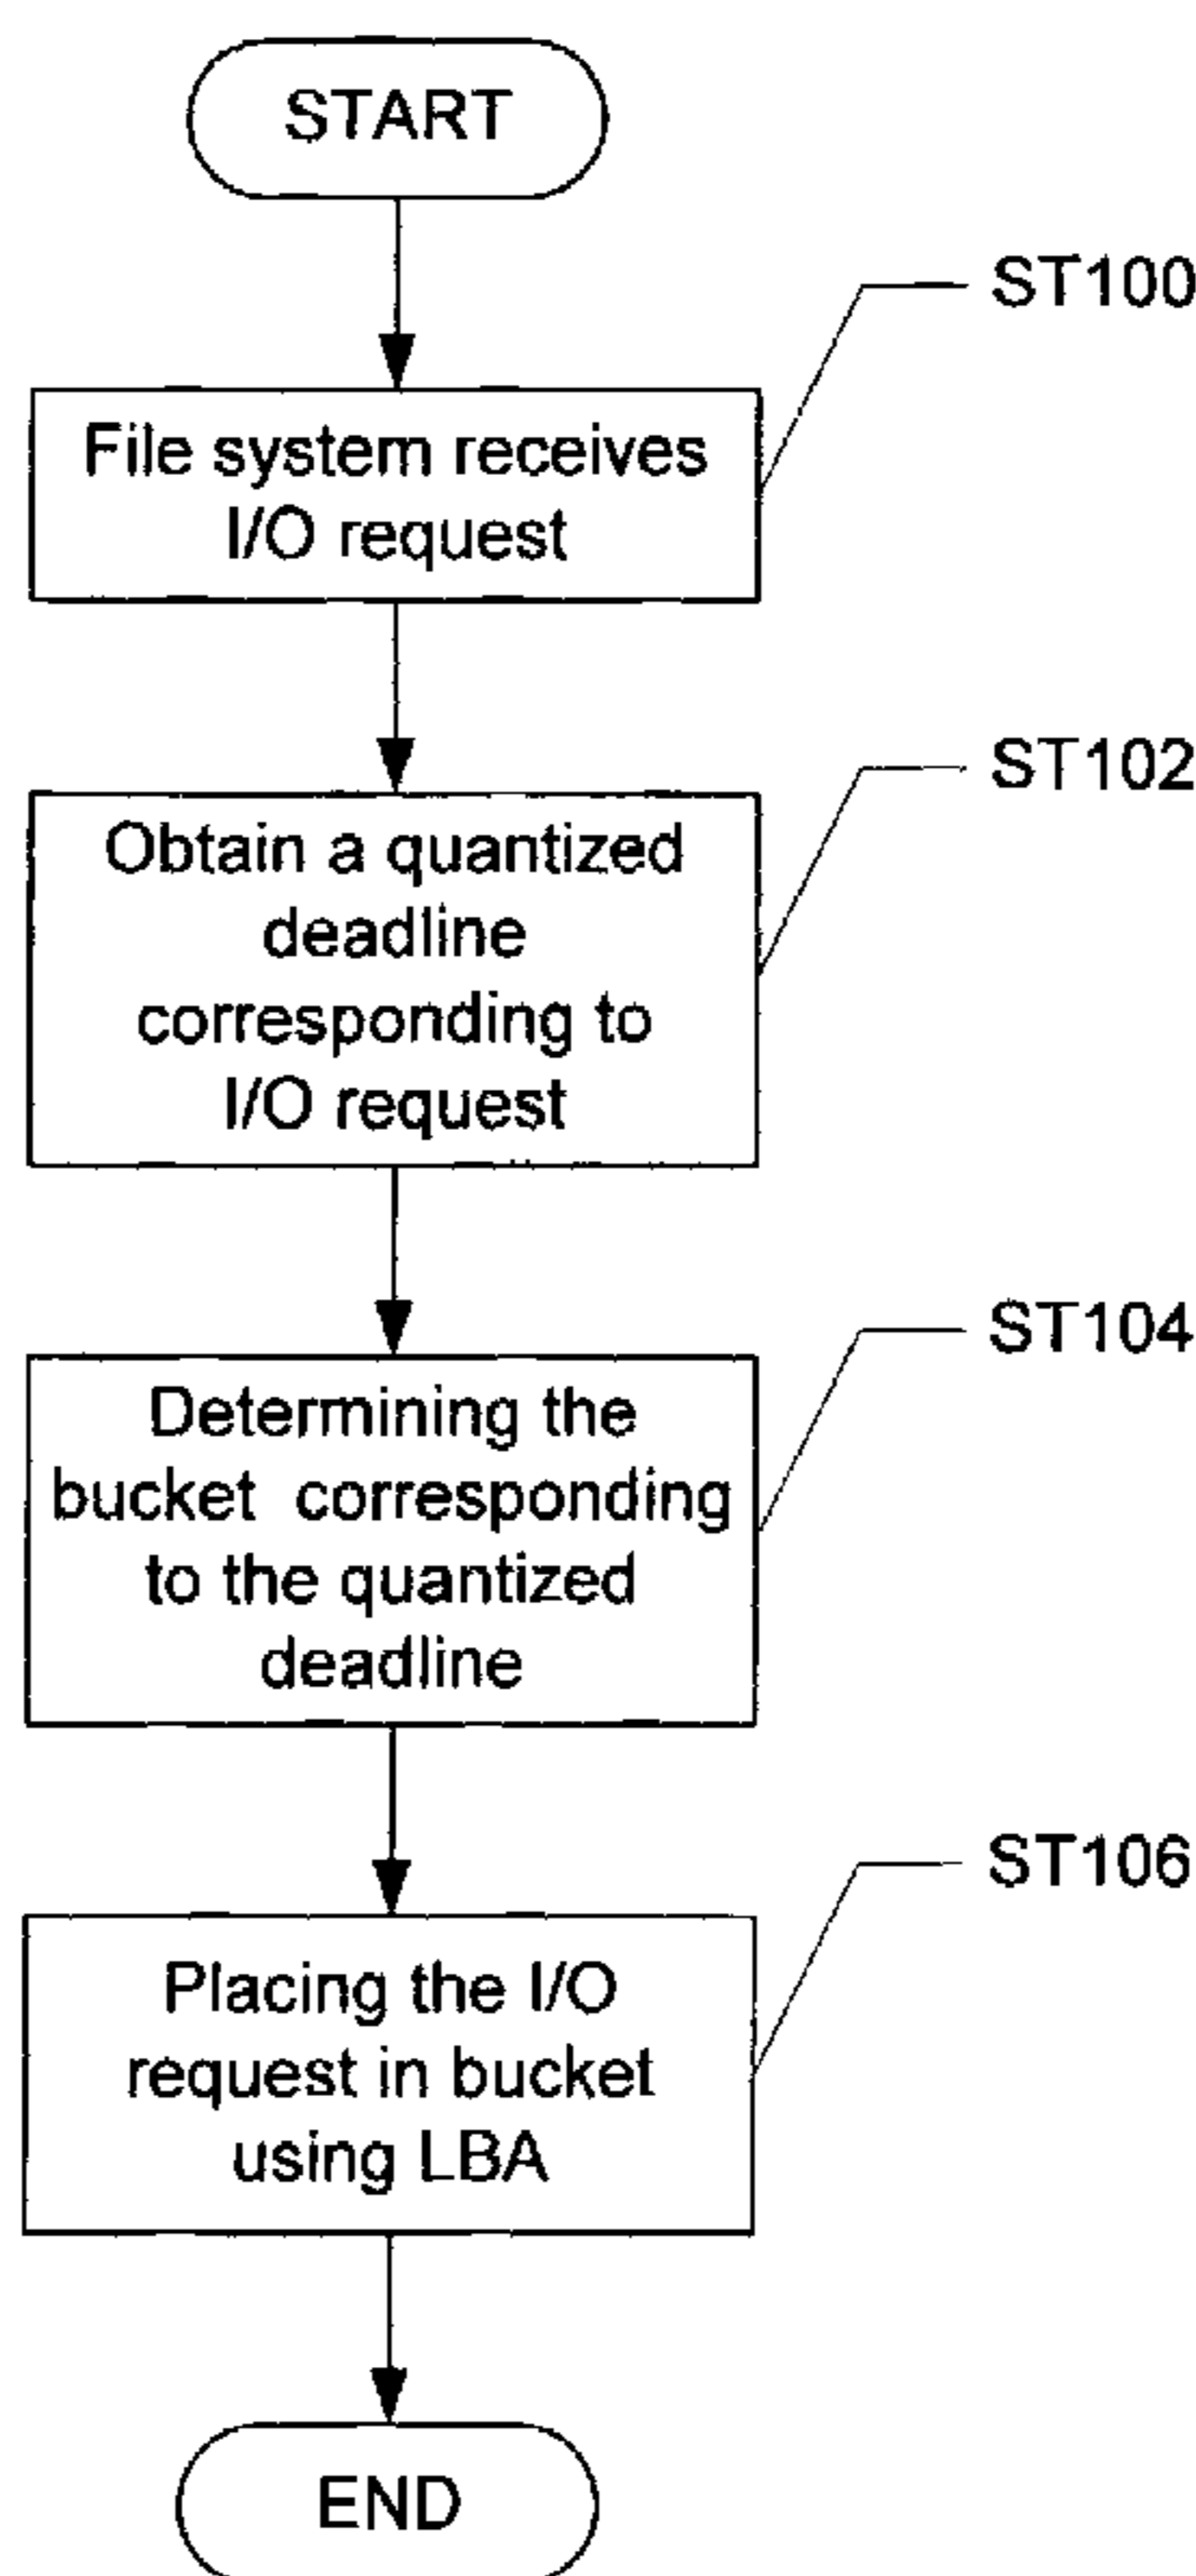 START
ST100
File system receives
I/O request
ST102
Obtain a quantized
deadline
corresponding to
I/O request
ST104
Determining the
bucket corresponding
to the quantized
deadline
ST106
Placing the I/O
request in bucket
using LBA
END